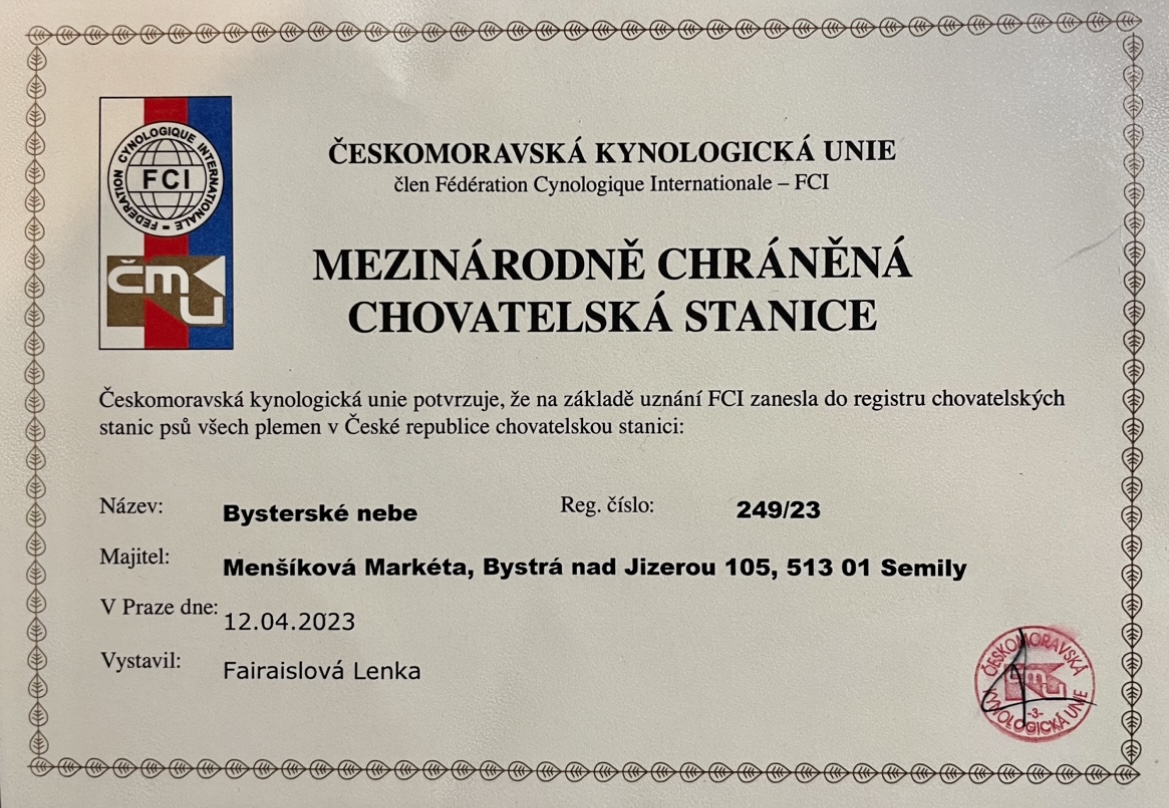 FEDERATION CYNOLOGIQUE INTERNATIONALE
FCI
čmku
ČESKOMORAVSKÁ KYNOLOGICKÁ UNIE
člen Fédération Cynologique Internationale – FCI
MEZINÁRODNĚ CHRÁNĚNÁ
CHOVATELSKÁ STANICE
Českomoravská kynologická unie potvrzuje, že na základě uznání FCI zanesla do registru chovatelských
stanic psů všech plemen v České republice chovatelskou stanici:
Název: Bysterské nebe Reg. číslo: 249/23
Majitel: Menšíková Markéta, Bystrá nad Jizerou 105, 513 01 Semily
V Praze dne: 12.04.2023
Vystavil: Fairaislová Lenka
ČESKOMORAVSKÁ
KYNOLOGICKÁ UNIE
-3-